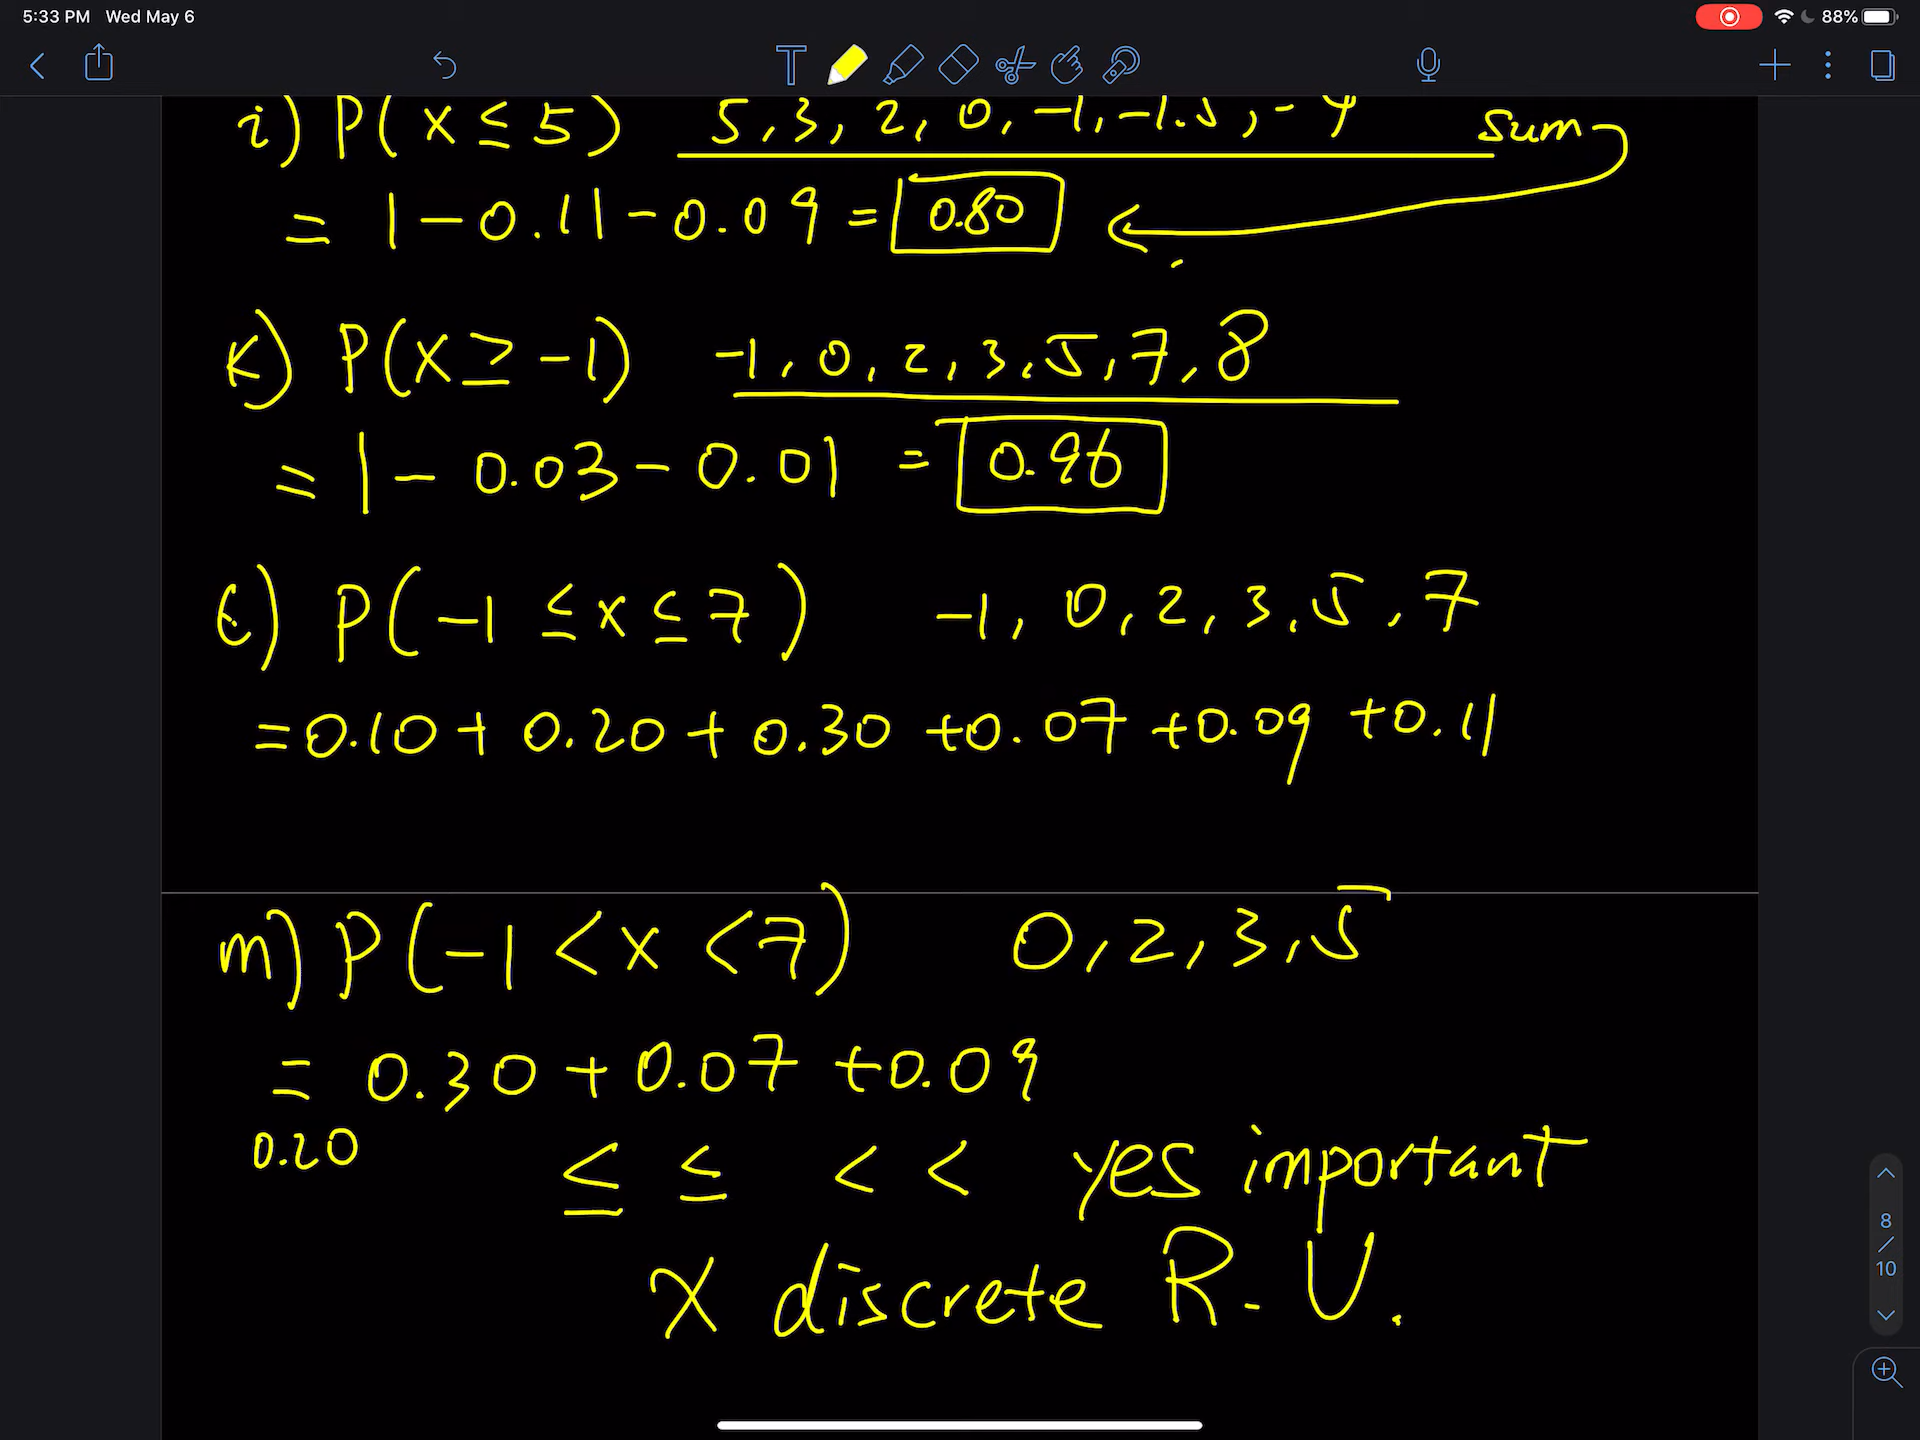 5:33 PM Wed May 6
88%
i) P(x ≤ 5) 5, 3, 2, 0, -1, -1.5, -4 sum
= 1 - 0.11 - 0.09 = 0.80
K) P(x ≥ -1) -1, 0, 2, 3, 5, 7, 8
= 1 - 0.03 - 0.01 = 0.96
ℓ) P(-1 ≤ x ≤ 7) -1, 0, 2, 3, 5, 7
= 0.10 + 0.20 + 0.30 + 0.07 + 0.09 + 0.11
m) P(-1 < x < 7) 0, 2, 3, 5
= 0.30 + 0.07 + 0.09
0.20 ≤ ≤ < < yes important
X discrete R.V.
8
/
10